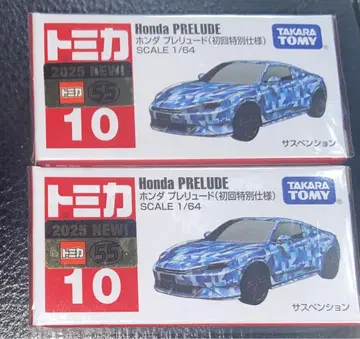 トミカ
2025 NEW!
トミカ 55
10
Honda PRELUDE
ホンダ プレリュード(初回特別仕様)
SCALE 1/64
TAKARA
TOMY
サスペンション
トミカ
2025 NEW!
トミカ 55
10
Honda PRELUDE
ホンダ プレリュード(初回特別仕様)
SCALE 1/64
TAKARA
TOMY
サスペンション